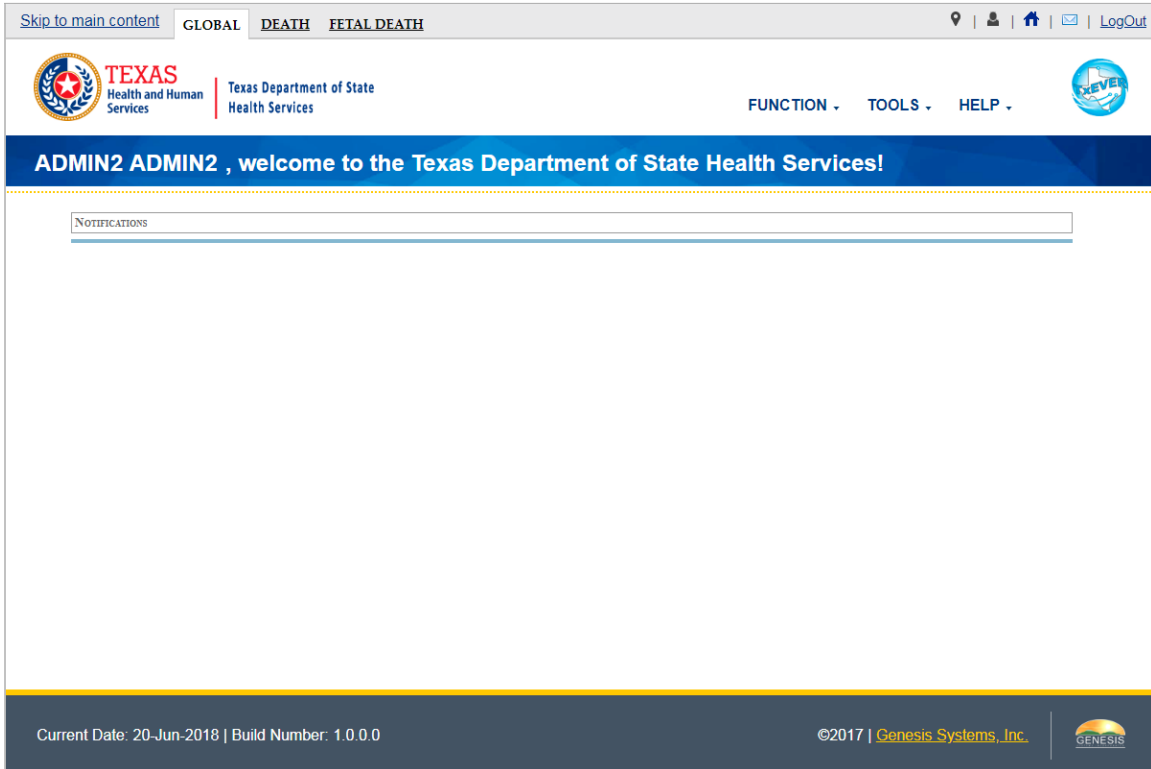 Skip to main content GLOBAL DEATH FETAL DEATH | | | | LogOut
TEXAS
Health and Human
Services
Texas Department of State
Health Services
FUNCTION TOOLS HELP
TxEVER
ADMIN2 ADMIN2 , welcome to the Texas Department of State Health Services!
NOTIFICATIONS
Current Date: 20-Jun-2018 | Build Number: 1.0.0.0 ©2017 | Genesis Systems, Inc.
GENESIS